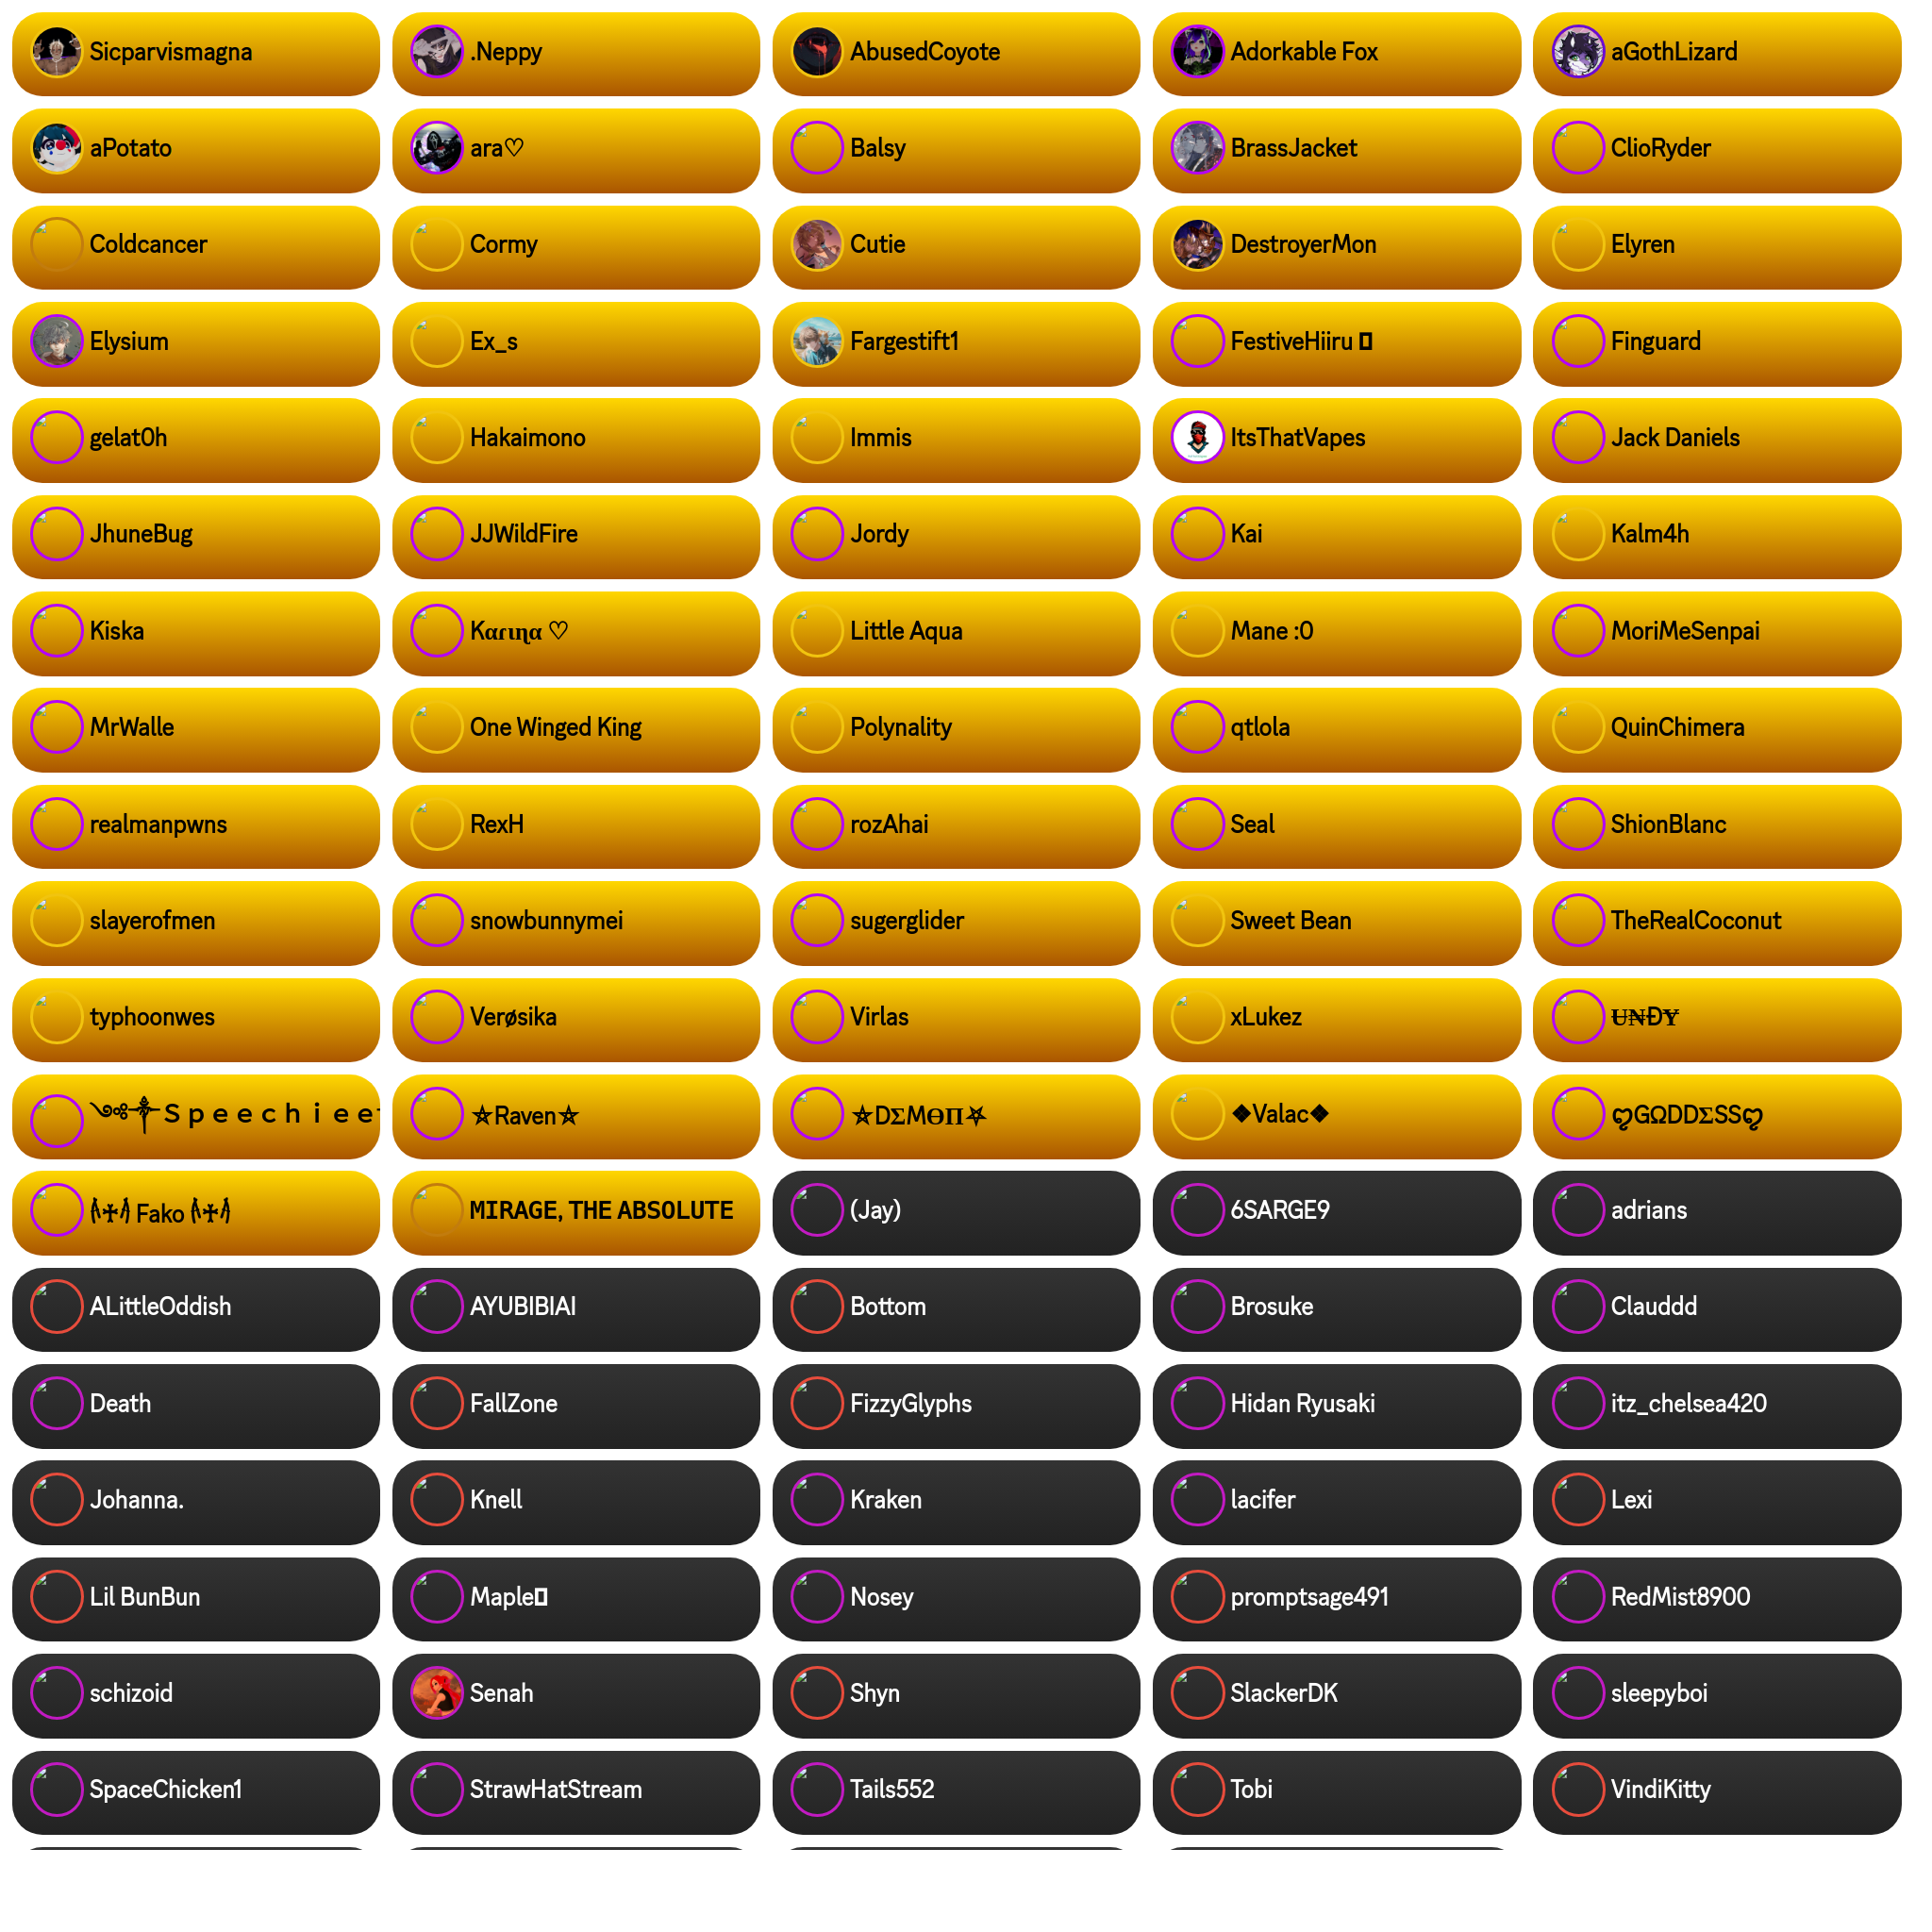 Sicparvismagna
.Neppy
AbusedCoyote
Adorkable Fox
aGothLizard
aPotato
ara♡
Balsy
BrassJacket
ClioRyder
Coldcancer
Cormy
Cutie
DestroyerMon
Elyren
Elysium
Ex_s
Fargestift1
FestiveHiiru
Finguard
gelat0h
Hakaimono
Immis
ItsThatVapes
Jack Daniels
JhuneBug
JJWildFire
Jordy
Kai
Kalm4h
Kiska
Kαɾιɳα ♡
Little Aqua
Mane :0
MoriMeSenpai
MrWalle
One Winged King
Polynality
qtlola
QuinChimera
realmanpwns
RexH
rozAhai
Seal
ShionBlanc
slayerofmen
snowbunnymei
sugerglider
Sweet Bean
TheRealCoconut
typhoonwes
Verøsika
Virlas
xLukez
U̶N̶ĐY̶
༺༒Ｓｐｅｅｃｈｉｅｅ
⛤Raven⛤
⛤DΣMӨП⛧
❖Valac❖
ღGΩDDΣSSღ
Fako
MIRAGE, THE ABSOLUTE
(Jay)
6SARGE9
adrians
ALittleOddish
AYUBIBIAI
Bottom
Brosuke
Clauddd
Death
FallZone
FizzyGlyphs
Hidan Ryusaki
itz_chelsea420
Johanna.
Knell
Kraken
lacifer
Lexi
Lil BunBun
Maple
Nosey
promptsage491
RedMist8900
schizoid
Senah
Shyn
SlackerDK
sleepyboi
SpaceChicken1
StrawHatStream
Tails552
Tobi
VindiKitty